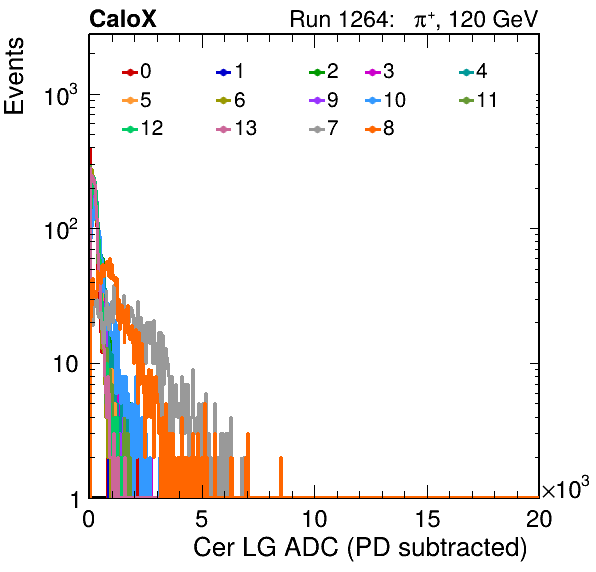 CaloX Run 1264: π⁺, 120 GeV
Events
0 1 2 3 4
5 6 9 10 11
12 13 7 8
10³
10²
10
1
0 5 10 15 20
×10³
Cer LG ADC (PD subtracted)